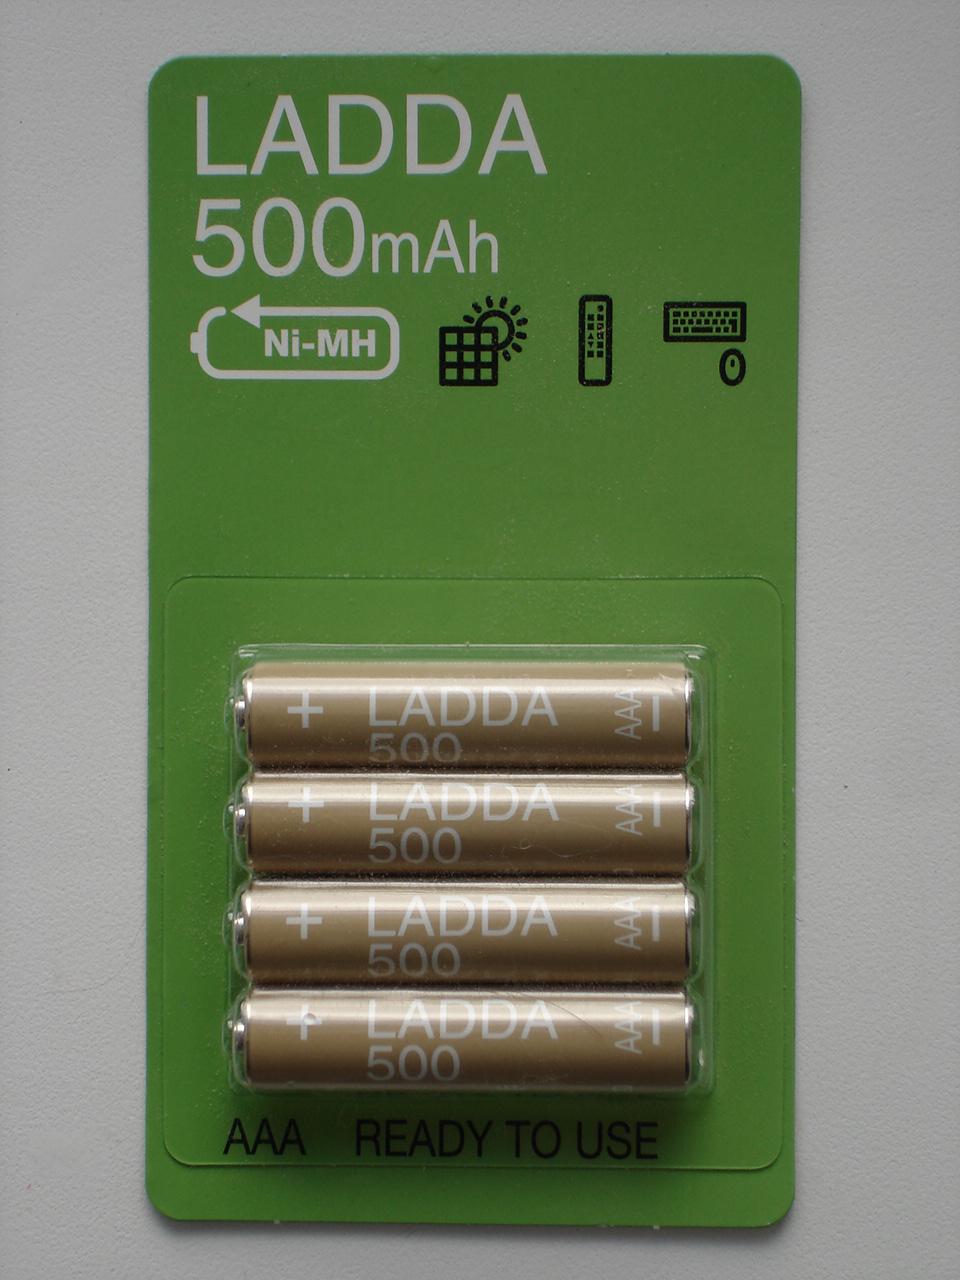 LADDA
500mAh
Ni-MH
+ LADDA AAA
500
+ LADDA AAA
500
+ LADDA AAA
500
+ LADDA AAA
500
AAA READY TO USE